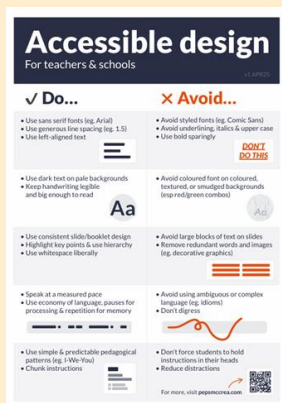 Accessible design
For teachers & schools
v1 APR25
✓ Do...
✕ Avoid...
• Use sans serif fonts (eg. Arial)
• Use generous line spacing (eg. 1.5)
• Use left-aligned text
• Avoid styled fonts (eg. Comic Sans)
• Avoid underlining, italics & upper case
• Use bold sparingly
DON'T
DO THIS
• Use dark text on pale backgrounds
• Keep handwriting legible
and big enough to read
Aa
• Avoid coloured font on coloured,
textured, or smudged backgrounds
(esp red/green combos)
Aa
• Use consistent slide/booklet design
• Highlight key points & use hierarchy
• Use whitespace liberally
• Avoid large blocks of text on slides
• Remove redundant words and images
(eg. decorative graphics)
• Speak at a measured pace
• Use economy of language, pauses for
processing & repetition for memory
• Avoid using ambiguous or complex
language (eg. idioms)
• Don't digress
• Use simple & predictable pedagogical
patterns (eg. I-We-You)
• Chunk instructions
• Don't force students to hold
instructions in their heads
• Reduce distractions
For more, visit pepsmccrea.com